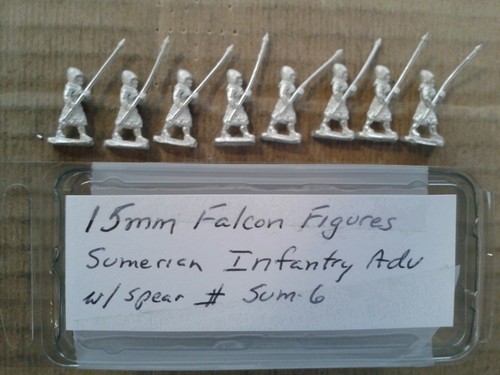 15mm Falcon Figures
Sumerian Infantry Adv
w/ spear # Sum-6